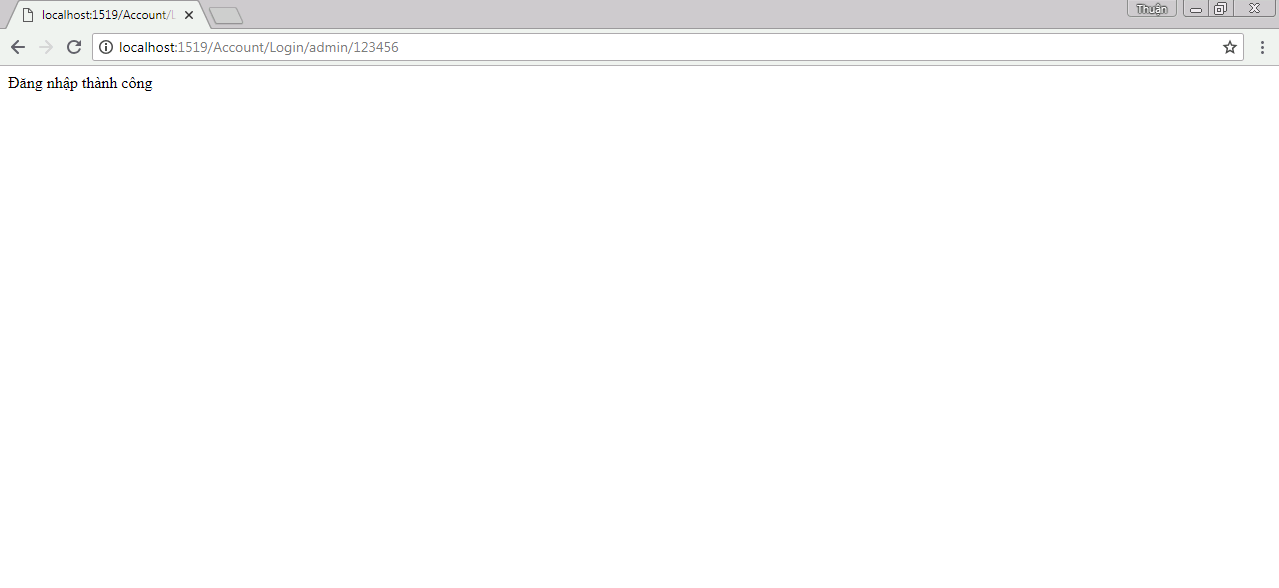 localhost:1519/Account/L
Thuận
localhost:1519/Account/Login/admin/123456
Đăng nhập thành công